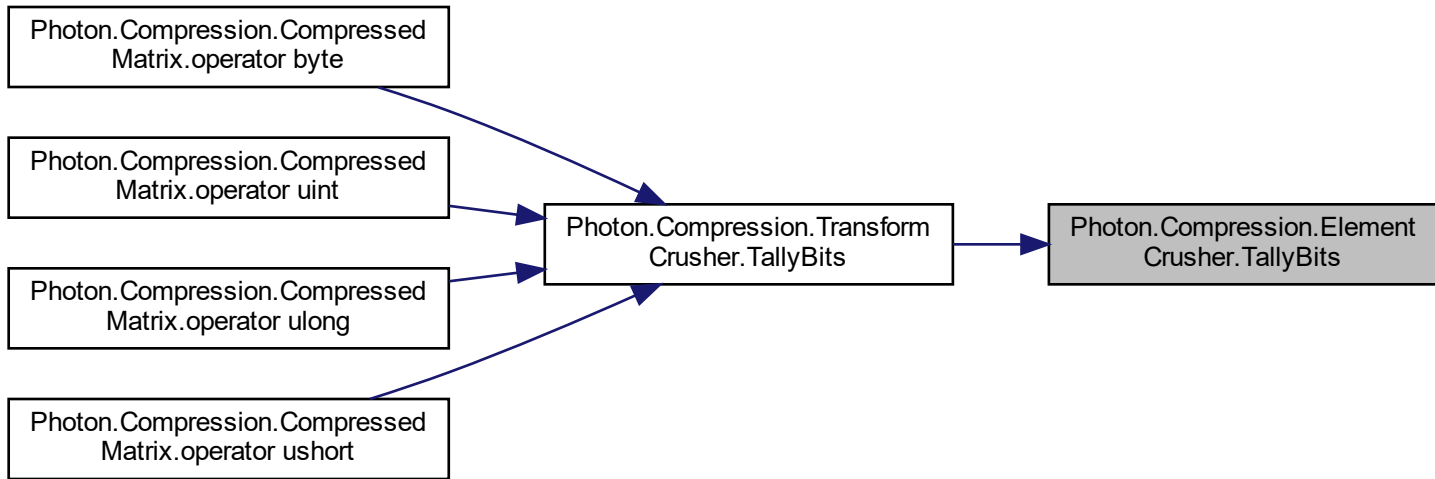 Photon.Compression.Compressed
Matrix.operator byte
Photon.Compression.Compressed
Matrix.operator uint
Photon.Compression.Compressed
Matrix.operator ulong
Photon.Compression.Compressed
Matrix.operator ushort
Photon.Compression.Transform
Crusher.TallyBits
Photon.Compression.Element
Crusher.TallyBits